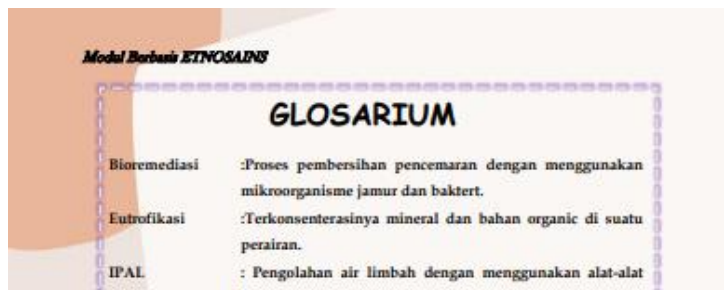 Modul Berbasis ETNOSAINS
GLOSARIUM
Bioremediasi :Proses pembersihan pencemaran dengan menggunakan
mikroorganisme jamur dan baktert.
Eutrofikasi :Terkonsenterasinya mineral dan bahan organic di suatu
perairan.
IPAL : Pengolahan air limbah dengan menggunakan alat-alat